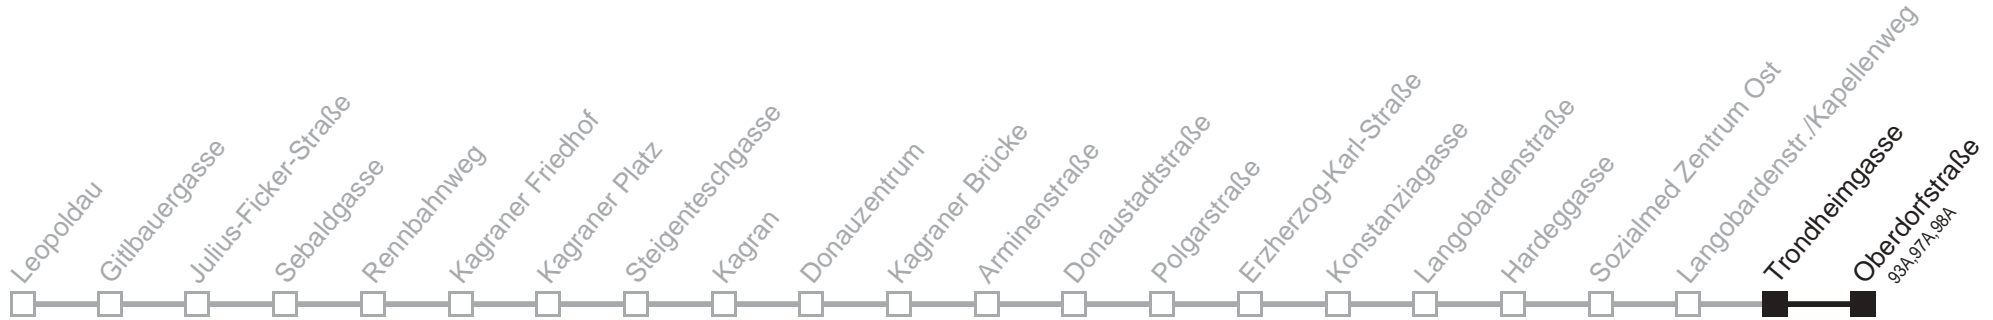 Leopoldau
Gitlbauergasse
Julius-Ficker-Straße
Sebaldgasse
Rennbahnweg
Kagraner Friedhof
Kagraner Platz
Steigenteschgasse
Kagran
Donauzentrum
Kagraner Brücke
Arminenstraße
Donaustadtstraße
Polgarstraße
Erzherzog-Karl-Straße
Konstanziagasse
Langobardenstraße
Hardeggasse
Sozialmed Zentrum Ost
Langobardenstr./Kapellenweg
Trondheimgasse
Oberdorfstraße
93A,97A,98A